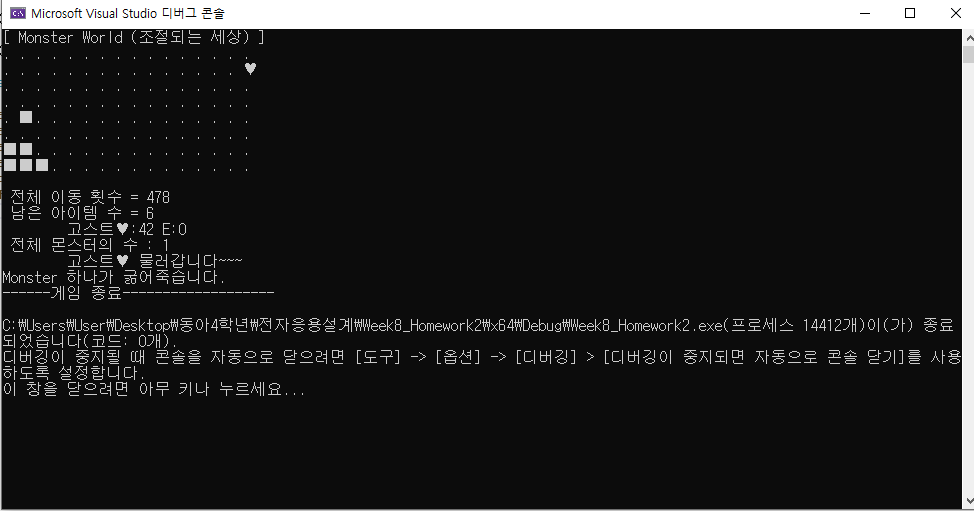 Microsoft Visual Studio 디버그 콘솔
[ Monster World (조절되는 세상) ]
. . . . . . . . . . . . . . . .
. . . . . . . . . . . . . . . ♥
. . . . . . . . . . . . . . . .
. . . . . . . . . . . . . . . .
. ■ . . . . . . . . . . . . . .
. . . . . . . . . . . . . . . .
■■. . . . . . . . . . . . . .
■■■. . . . . . . . . . . . .
전체 이동 횟수 = 478
남은 아이템 수 = 6
고스트♥:42 E:0
전체 몬스터의 수 : 1
고스트♥ 물러갑니다~~~
Monster 하나가 굶어죽습니다.
------게임 종료-------------------
C:₩Users₩User₩Desktop₩동아4학년₩전자응용설계₩Week8_Homework2₩x64₩Debug₩Week8_Homework2.exe(프로세스 14412개)이(가) 종료
되었습니다(코드: 0개).
디버깅이 중지될 때 콘솔을 자동으로 닫으려면 [도구] -> [옵션] -> [디버깅] > [디버깅이 중지되면 자동으로 콘솔 닫기]를 사용
하도록 설정합니다.
이 창을 닫으려면 아무 키나 누르세요...